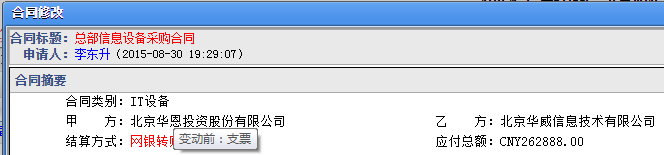 合同修改
合同标题：总部信息设备采购合同
申请人：李东升（2015-08-30 19:29:07）
合同摘要
合同类别：IT设备
甲 方：北京华恩投资股份有限公司 乙 方：北京华威信息技术有限公司
结算方式：网银转 变动前：支票 应付总额：CNY262888.00